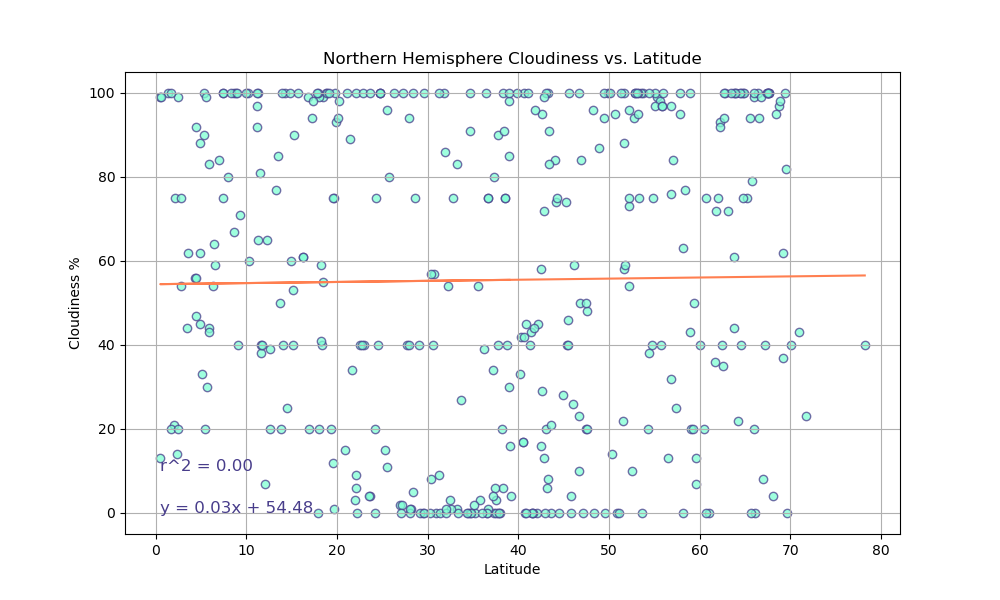 Northern Hemisphere Cloudiness vs. Latitude
100
80
60
40
20
0
Cloudiness %
r^2 = 0.00
y = 0.03x + 54.48
0 10 20 30 40 50 60 70 80
Latitude